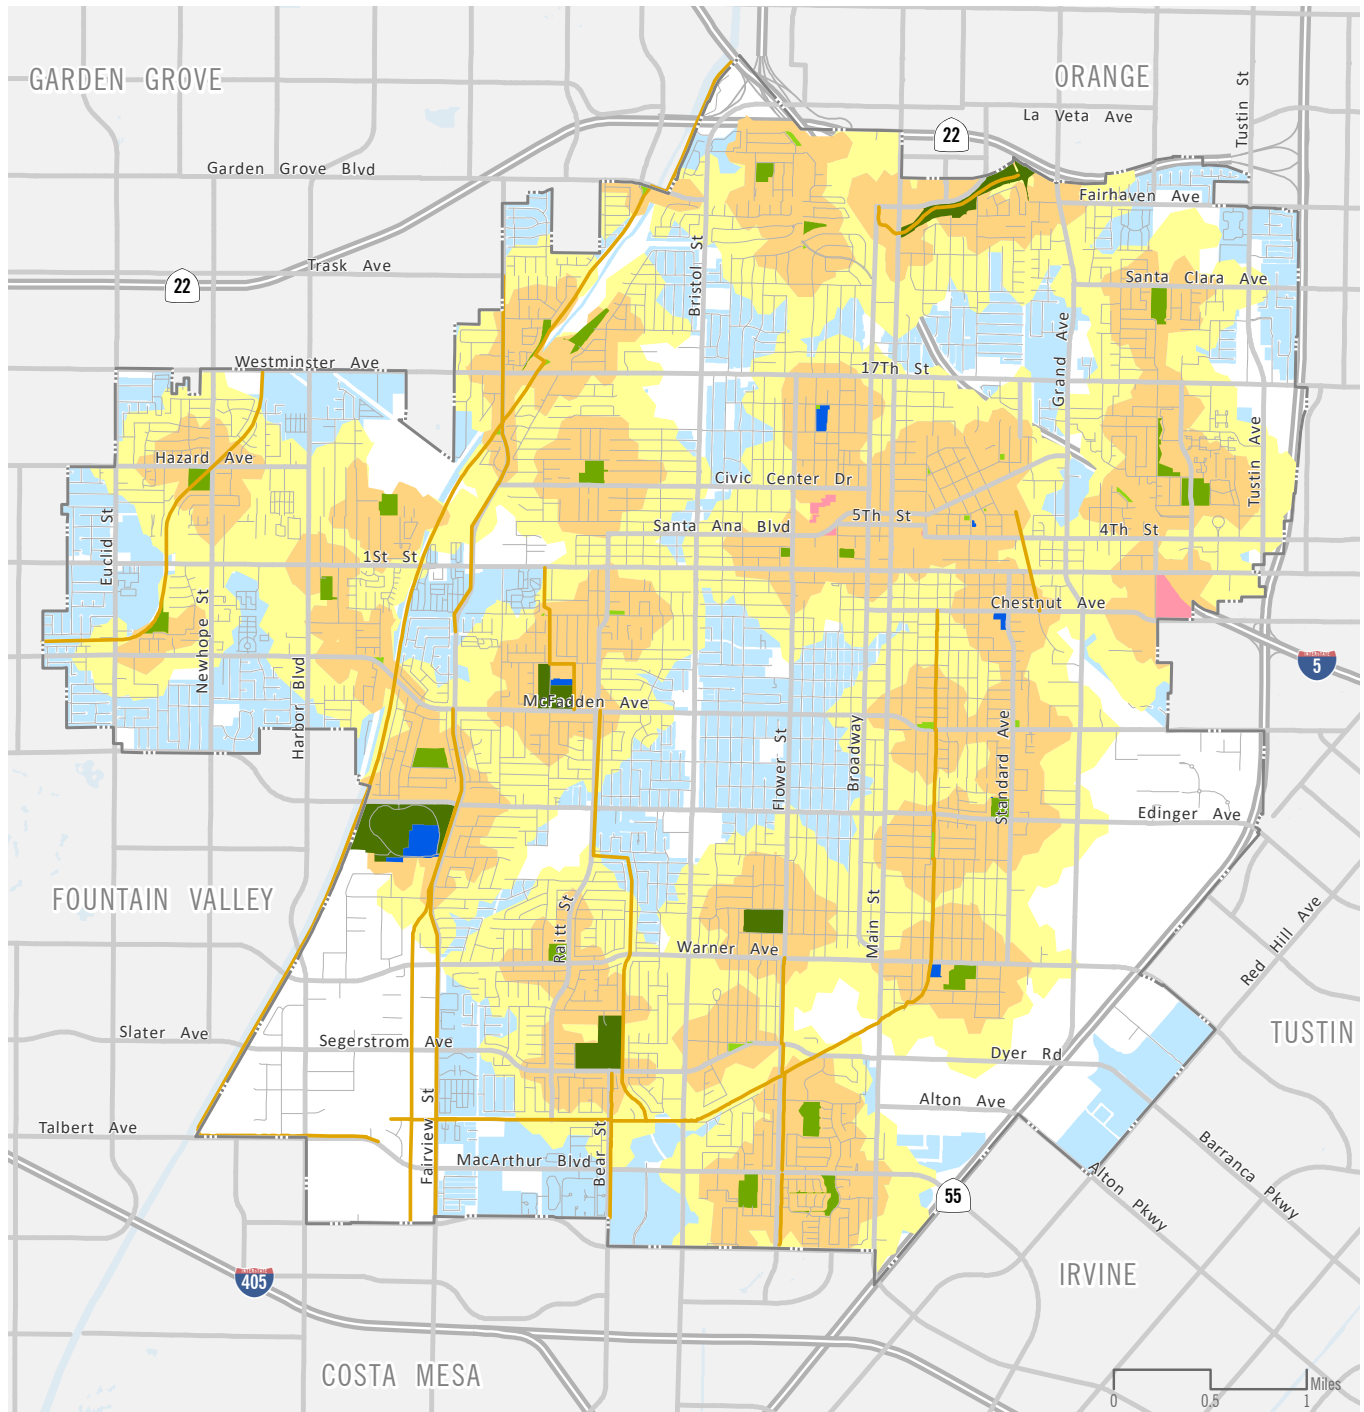 GARDEN GROVE
ORANGE
Tustin St
La Veta Ave
22
Garden Grove Blvd
Fairhaven Ave
Trask Ave
22
Bristol St
Santa Clara Ave
Grand Ave
Westminster Ave
17Th St
Tustin Ave
Hazard Ave
Civic Center Dr
Euclid St
Santa Ana Blvd
5Th St
4Th St
1St St
Newhope St
Chestnut Ave
Harbor Blvd
5
McFadden Ave
Flower St
Broadway
Standard Ave
Edinger Ave
FOUNTAIN VALLEY
Raitt St
Main St
Warner Ave
Red Hill Ave
Slater Ave
Segerstrom Ave
TUSTIN
Dyer Rd
Fairview St
Alton Ave
Talbert Ave
Bear St
MacArthur Blvd
Barranca Pkwy
Alton Pkwy
55
405
IRVINE
COSTA MESA
Miles
0 0.5 1